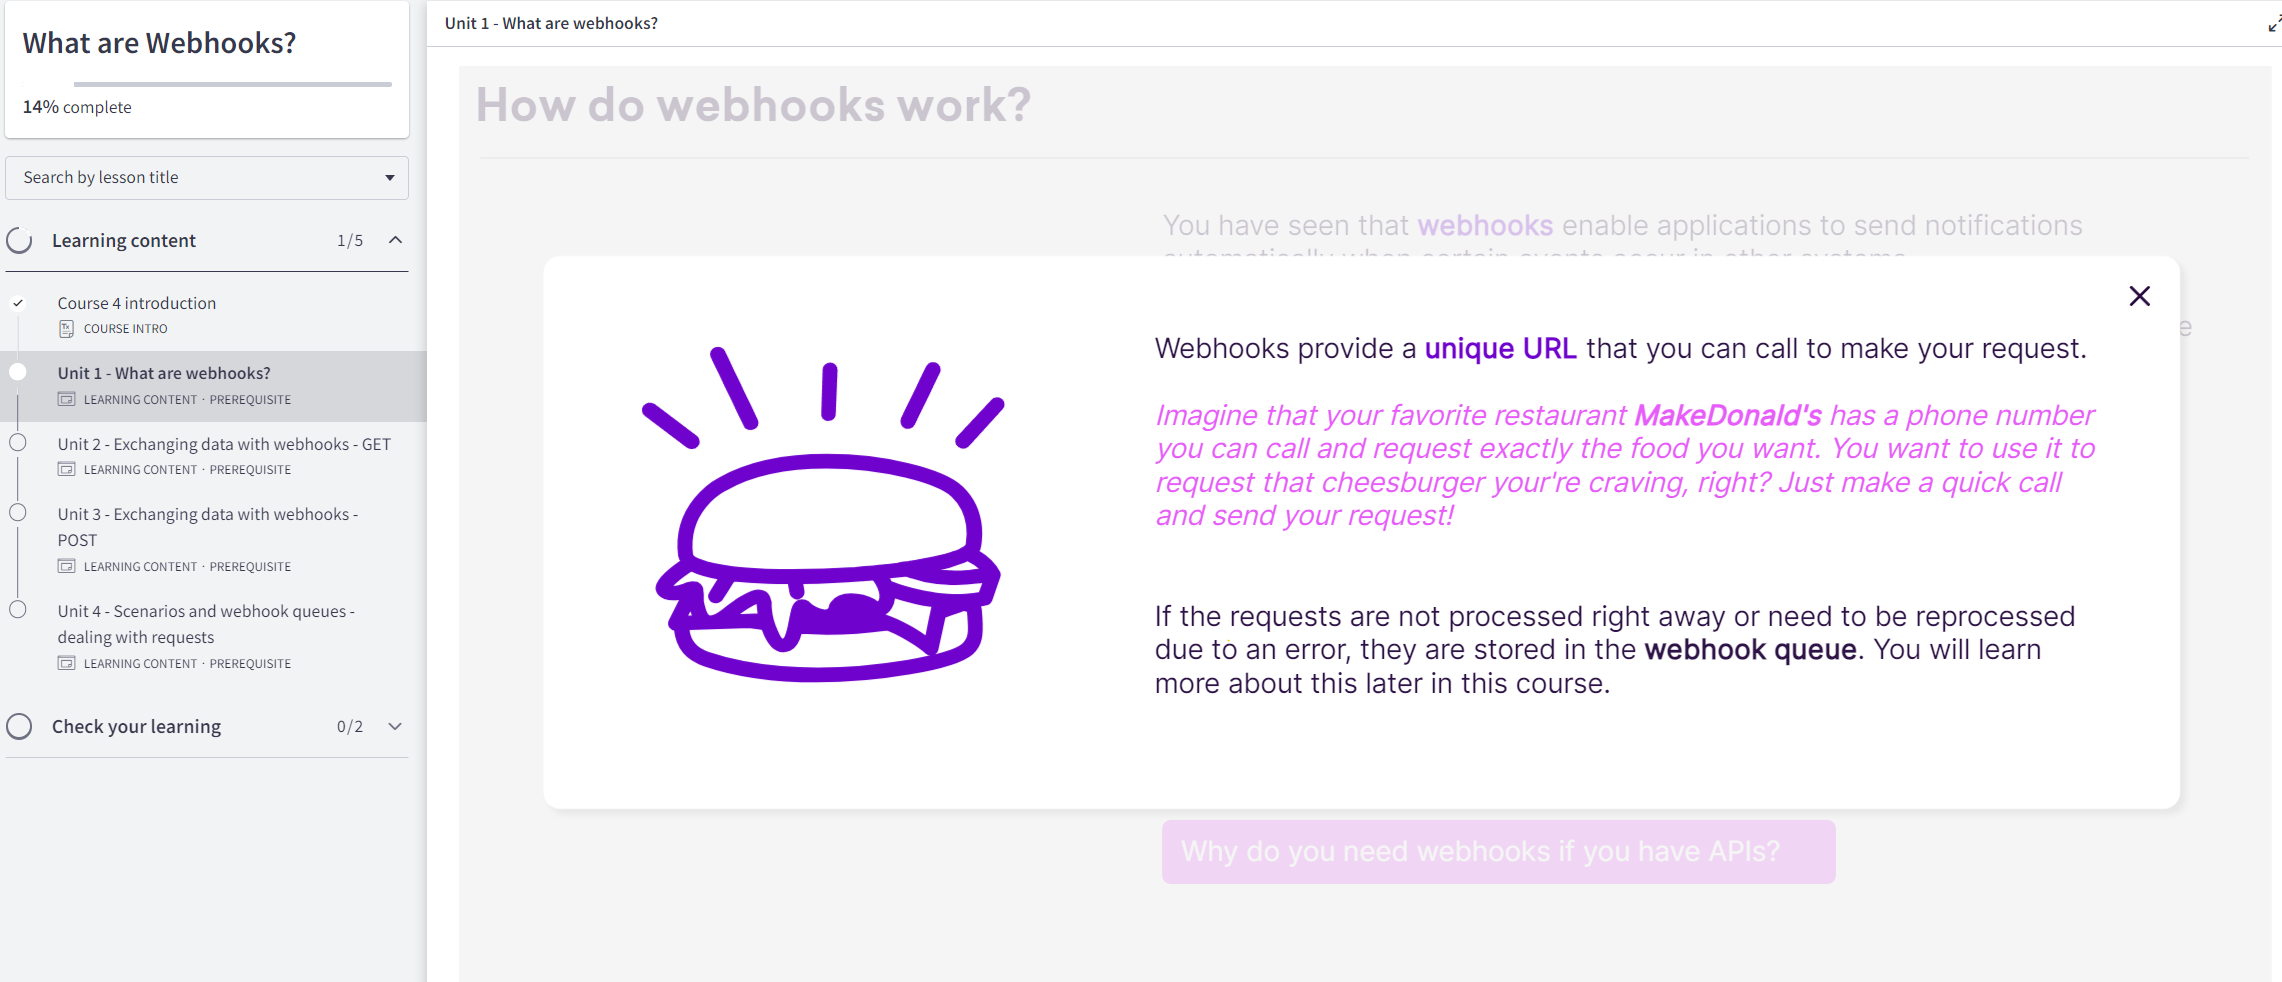 What are Webhooks?
14% complete
Search by lesson title
Learning content 1/5
Course 4 introduction
COURSE INTRO
Unit 1 - What are webhooks?
LEARNING CONTENT · PREREQUISITE
Unit 2 - Exchanging data with webhooks - GET
LEARNING CONTENT · PREREQUISITE
Unit 3 - Exchanging data with webhooks -
POST
LEARNING CONTENT · PREREQUISITE
Unit 4 - Scenarios and webhook queues -
dealing with requests
LEARNING CONTENT · PREREQUISITE
Check your learning 0/2
Unit 1 - What are webhooks?
How do webhooks work?
You have seen that webhooks enable applications to send notifications
automatically when certain events occur in other systems.
Webhooks provide a unique URL that you can call to make your request.
Imagine that your favorite restaurant MakeDonald's has a phone number
you can call and request exactly the food you want. You want to use it to
request that cheesburger your're craving, right? Just make a quick call
and send your request!
If the requests are not processed right away or need to be reprocessed
due to an error, they are stored in the webhook queue. You will learn
more about this later in this course.
Why do you need webhooks if you have APIs?